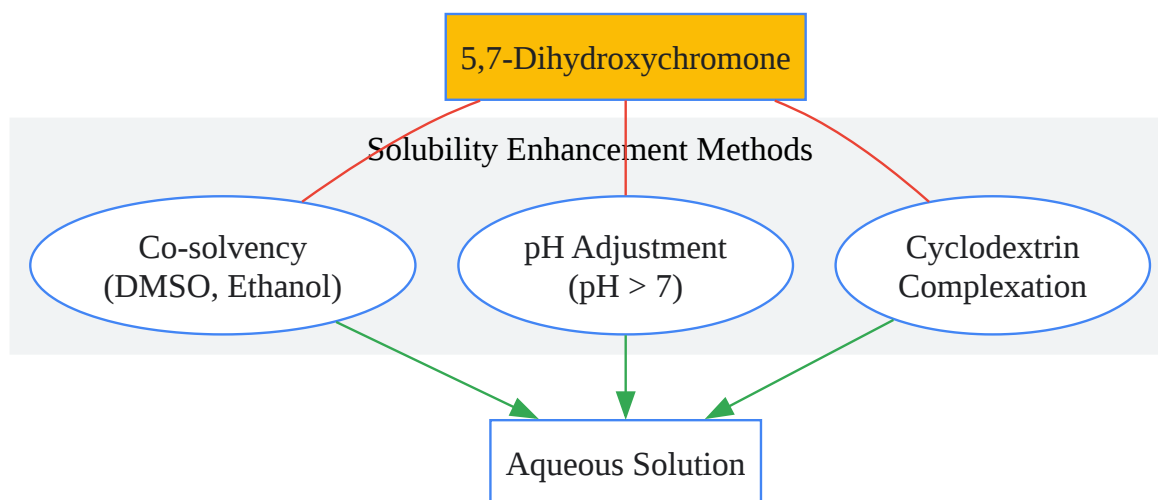 5,7-Dihydroxychromone
Solubility Enhancement Methods
Co-solvency
(DMSO, Ethanol)
pH Adjustment
(pH > 7)
Cyclodextrin
Complexation
Aqueous Solution